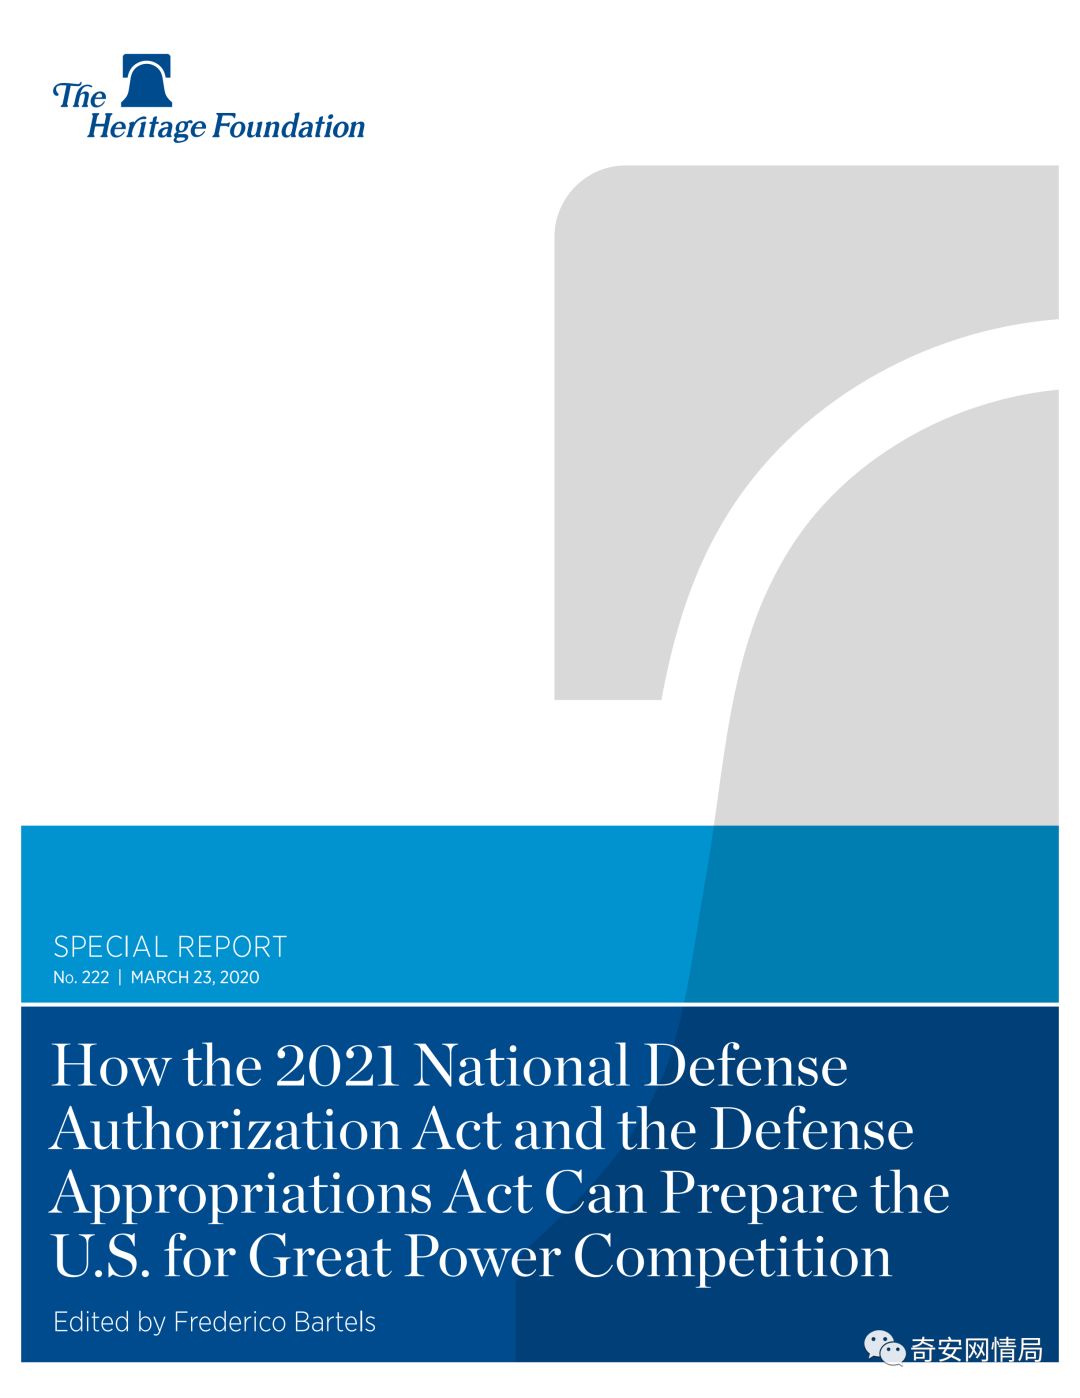 The
Heritage Foundation
SPECIAL REPORT
No. 222 | MARCH 23, 2020
How the 2021 National Defense
Authorization Act and the Defense
Appropriations Act Can Prepare the
U.S. for Great Power Competition
Edited by Frederico Bartels
奇安网情局